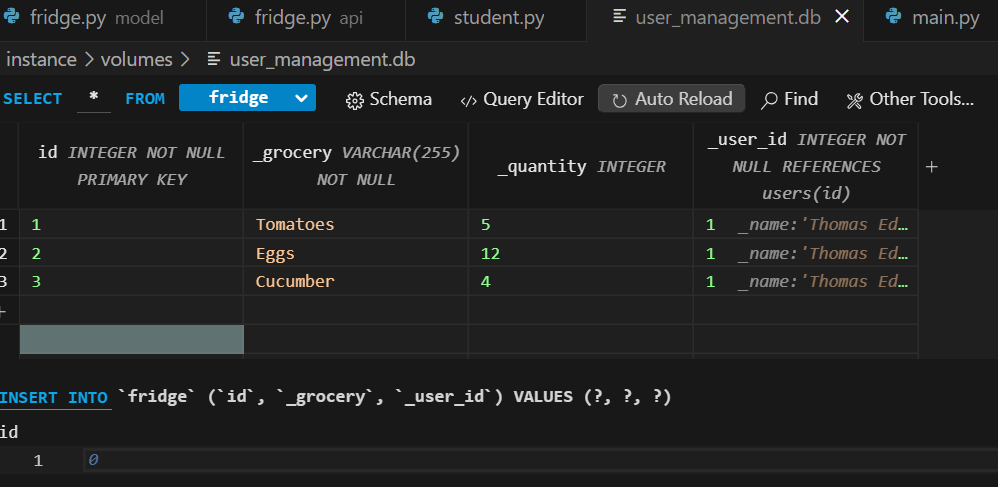 fridge.py model fridge.py api student.py user_management.db main.py
instance > volumes > user_management.db
SELECT * FROM fridge Schema Query Editor Auto Reload Find Other Tools...
id INTEGER NOT NULL PRIMARY KEY
_grocery VARCHAR(255) NOT NULL
_quantity INTEGER
_user_id INTEGER NOT NULL REFERENCES users(id)
+
1 1 Tomatoes 5 1 _name:'Thomas Ed…
2 2 Eggs 12 1 _name:'Thomas Ed…
3 3 Cucumber 4 1 _name:'Thomas Ed…
+
INSERT INTO `fridge` (`id`, `_grocery`, `_user_id`) VALUES (?, ?, ?)
id
1 0